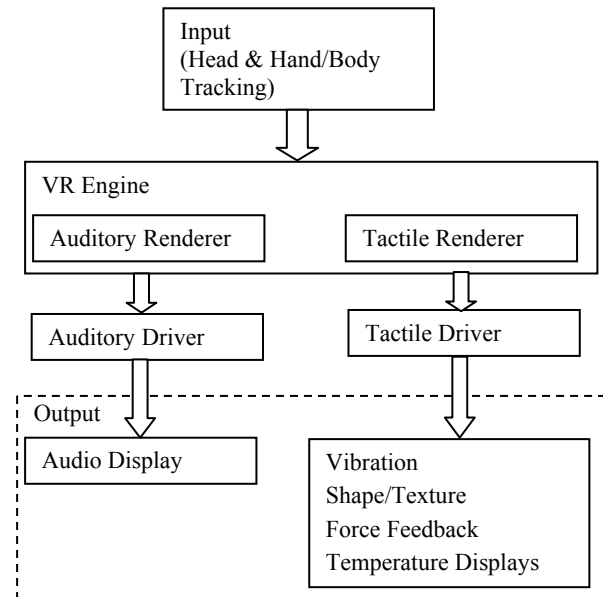 Input
(Head & Hand/Body
Tracking)
VR Engine
Auditory Renderer
Tactile Renderer
Auditory Driver
Tactile Driver
Output
Audio Display
Vibration
Shape/Texture
Force Feedback
Temperature Displays